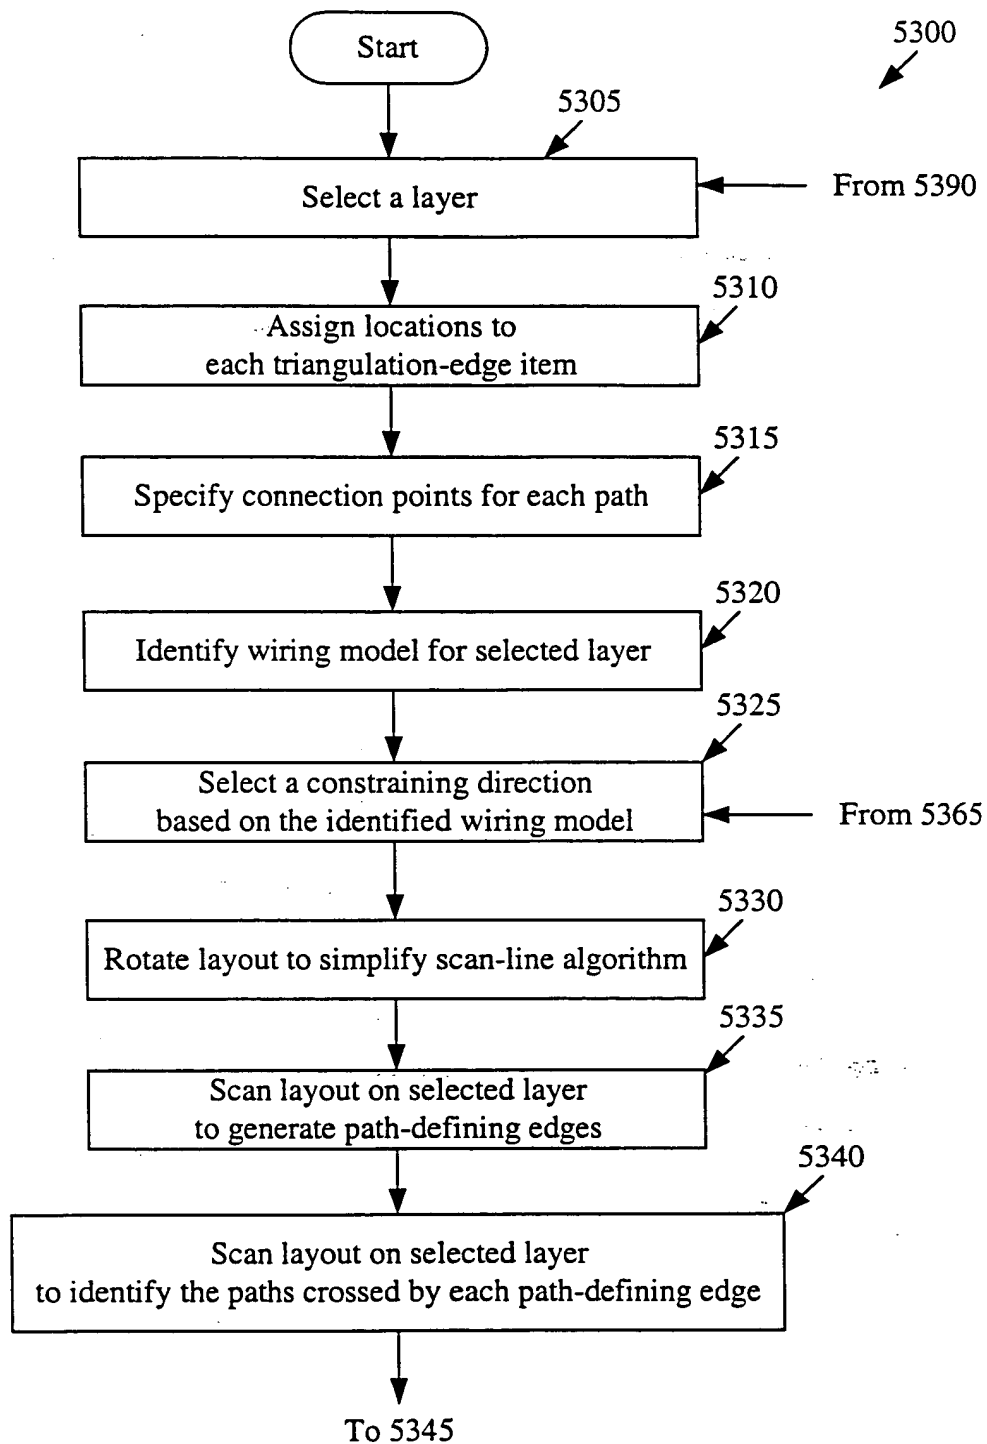 Start
5300
5305
Select a layer
From 5390
5310
Assign locations to
each triangulation-edge item
5315
Specify connection points for each path
5320
Identify wiring model for selected layer
5325
Select a constraining direction
based on the identified wiring model
From 5365
5330
Rotate layout to simplify scan-line algorithm
5335
Scan layout on selected layer
to generate path-defining edges
5340
Scan layout on selected layer
to identify the paths crossed by each path-defining edge
To 5345